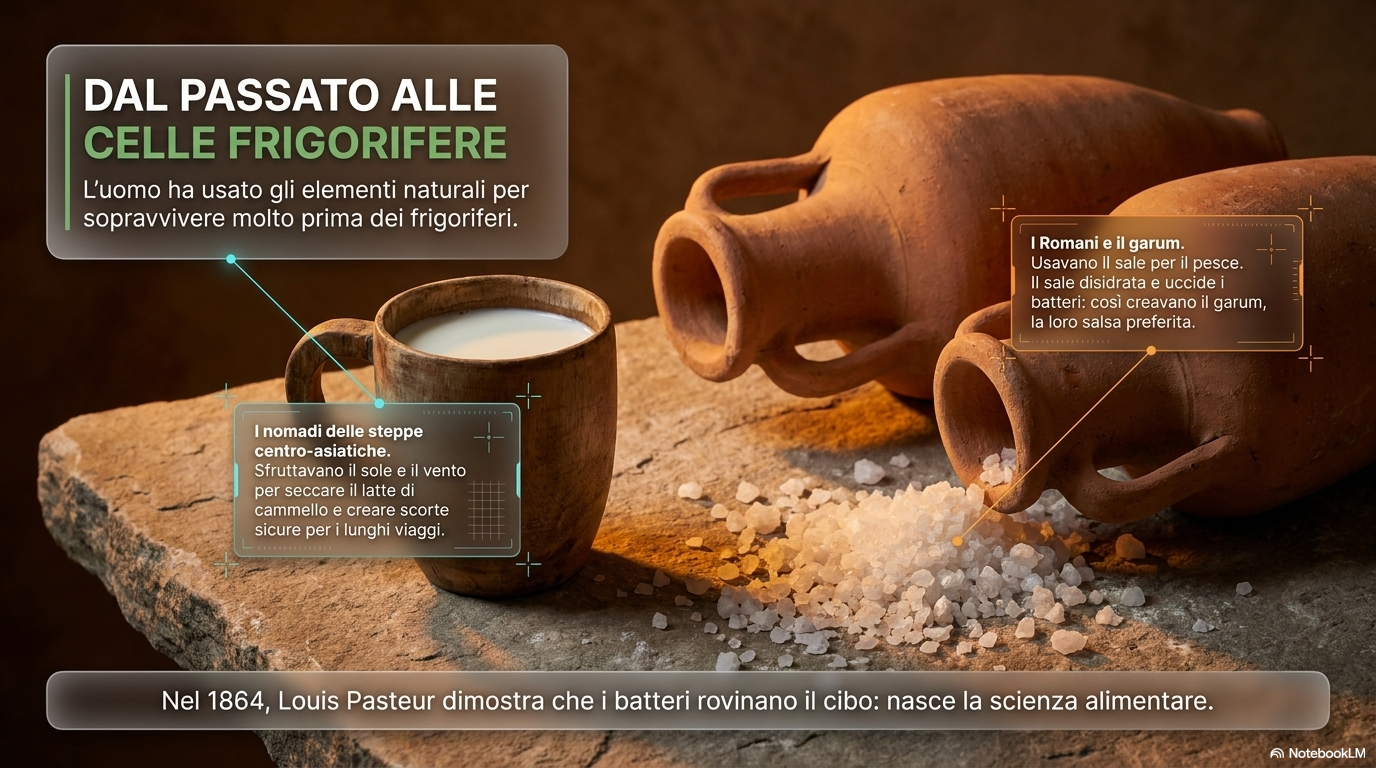 DAL PASSATO ALLE
CELLE FRIGORIFERE
L'uomo ha usato gli elementi naturali per
sopravvivere molto prima dei frigoriferi.
I nomadi delle steppe
centro-asiatiche.
Sfruttavano il sole e il vento
per seccare il latte di
cammello e creare scorte
sicure per i lunghi viaggi.
I Romani e il garum.
Usavano Il sale per il pesce.
Il sale disidrata e uccide i
batteri: così creavano il garum,
la loro salsa preferita.
Nel 1864, Louis Pasteur dimostra che i batteri rovinano il cibo: nasce la scienza alimentare.
NotebookLM